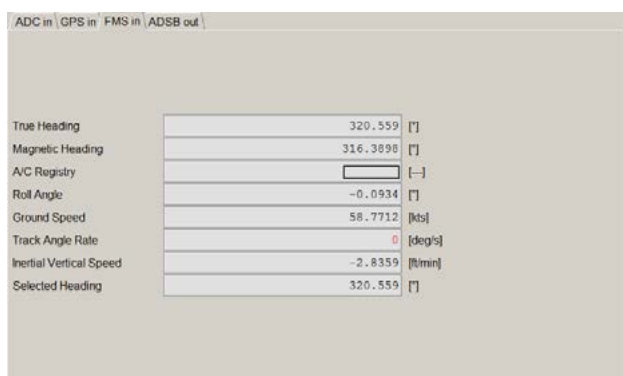 ADC in GPS in FMS in ADSB out
True Heading 320.559 [°]
Magnetic Heading 316.3898 [°]
A/C Registry [---]
Roll Angle -0.0934 [°]
Ground Speed 58.7712 [kts]
Track Angle Rate 0 [deg/s]
Inertial Vertical Speed -2.8359 [ft/min]
Selected Heading 320.559 [°]